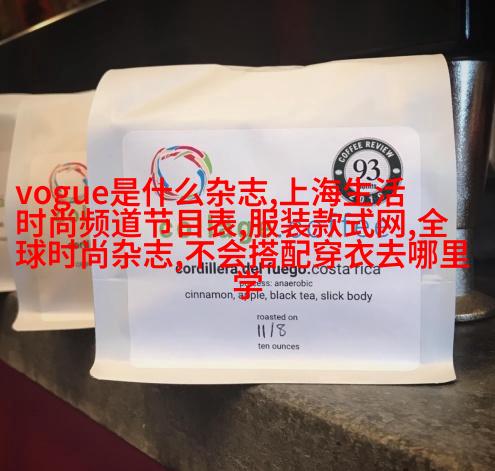 COFFEE REVIEW
93
vogue是什么杂志,上海生活
时尚频道节目表,服装款式网,全
球时尚杂志,不会搭配穿衣去哪里
学
cordillera del fuego.costa rica
process: anaerobic
cinnamon, apple, black tea, slick body
roasted on
11/8
ten ounces